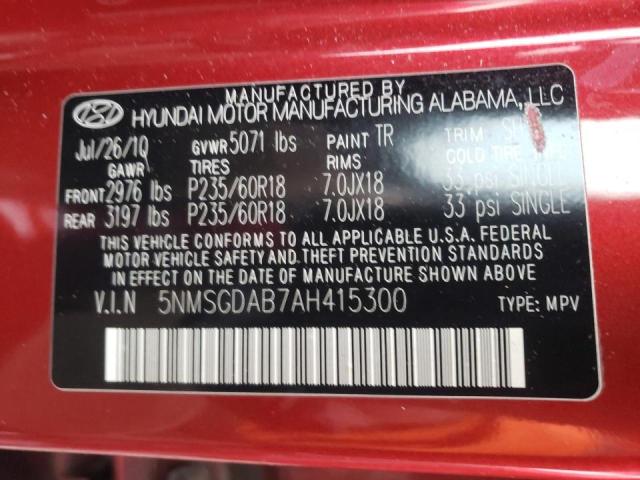 MANUFACTURED BY
HYUNDAI MOTOR MANUFACTURING ALABAMA, LLC
Jul/26/10 GVWR 5071 lbs PAINT TR TRIM
GAWR TIRES RIMS COLD TIRE
FRONT 2976 lbs P235/60R18 7.0JX18 33 psi SINGLE
REAR 3197 lbs P235/60R18 7.0JX18 33 psi SINGLE
THIS VEHICLE CONFORMS TO ALL APPLICABLE U.S.A. FEDERAL
MOTOR VEHICLE SAFETY AND THEFT PREVENTION STANDARDS
IN EFFECT ON THE DATE OF MANUFACTURE SHOWN ABOVE.
V.I.N 5NMSGDAB7AH415300 TYPE: MPV